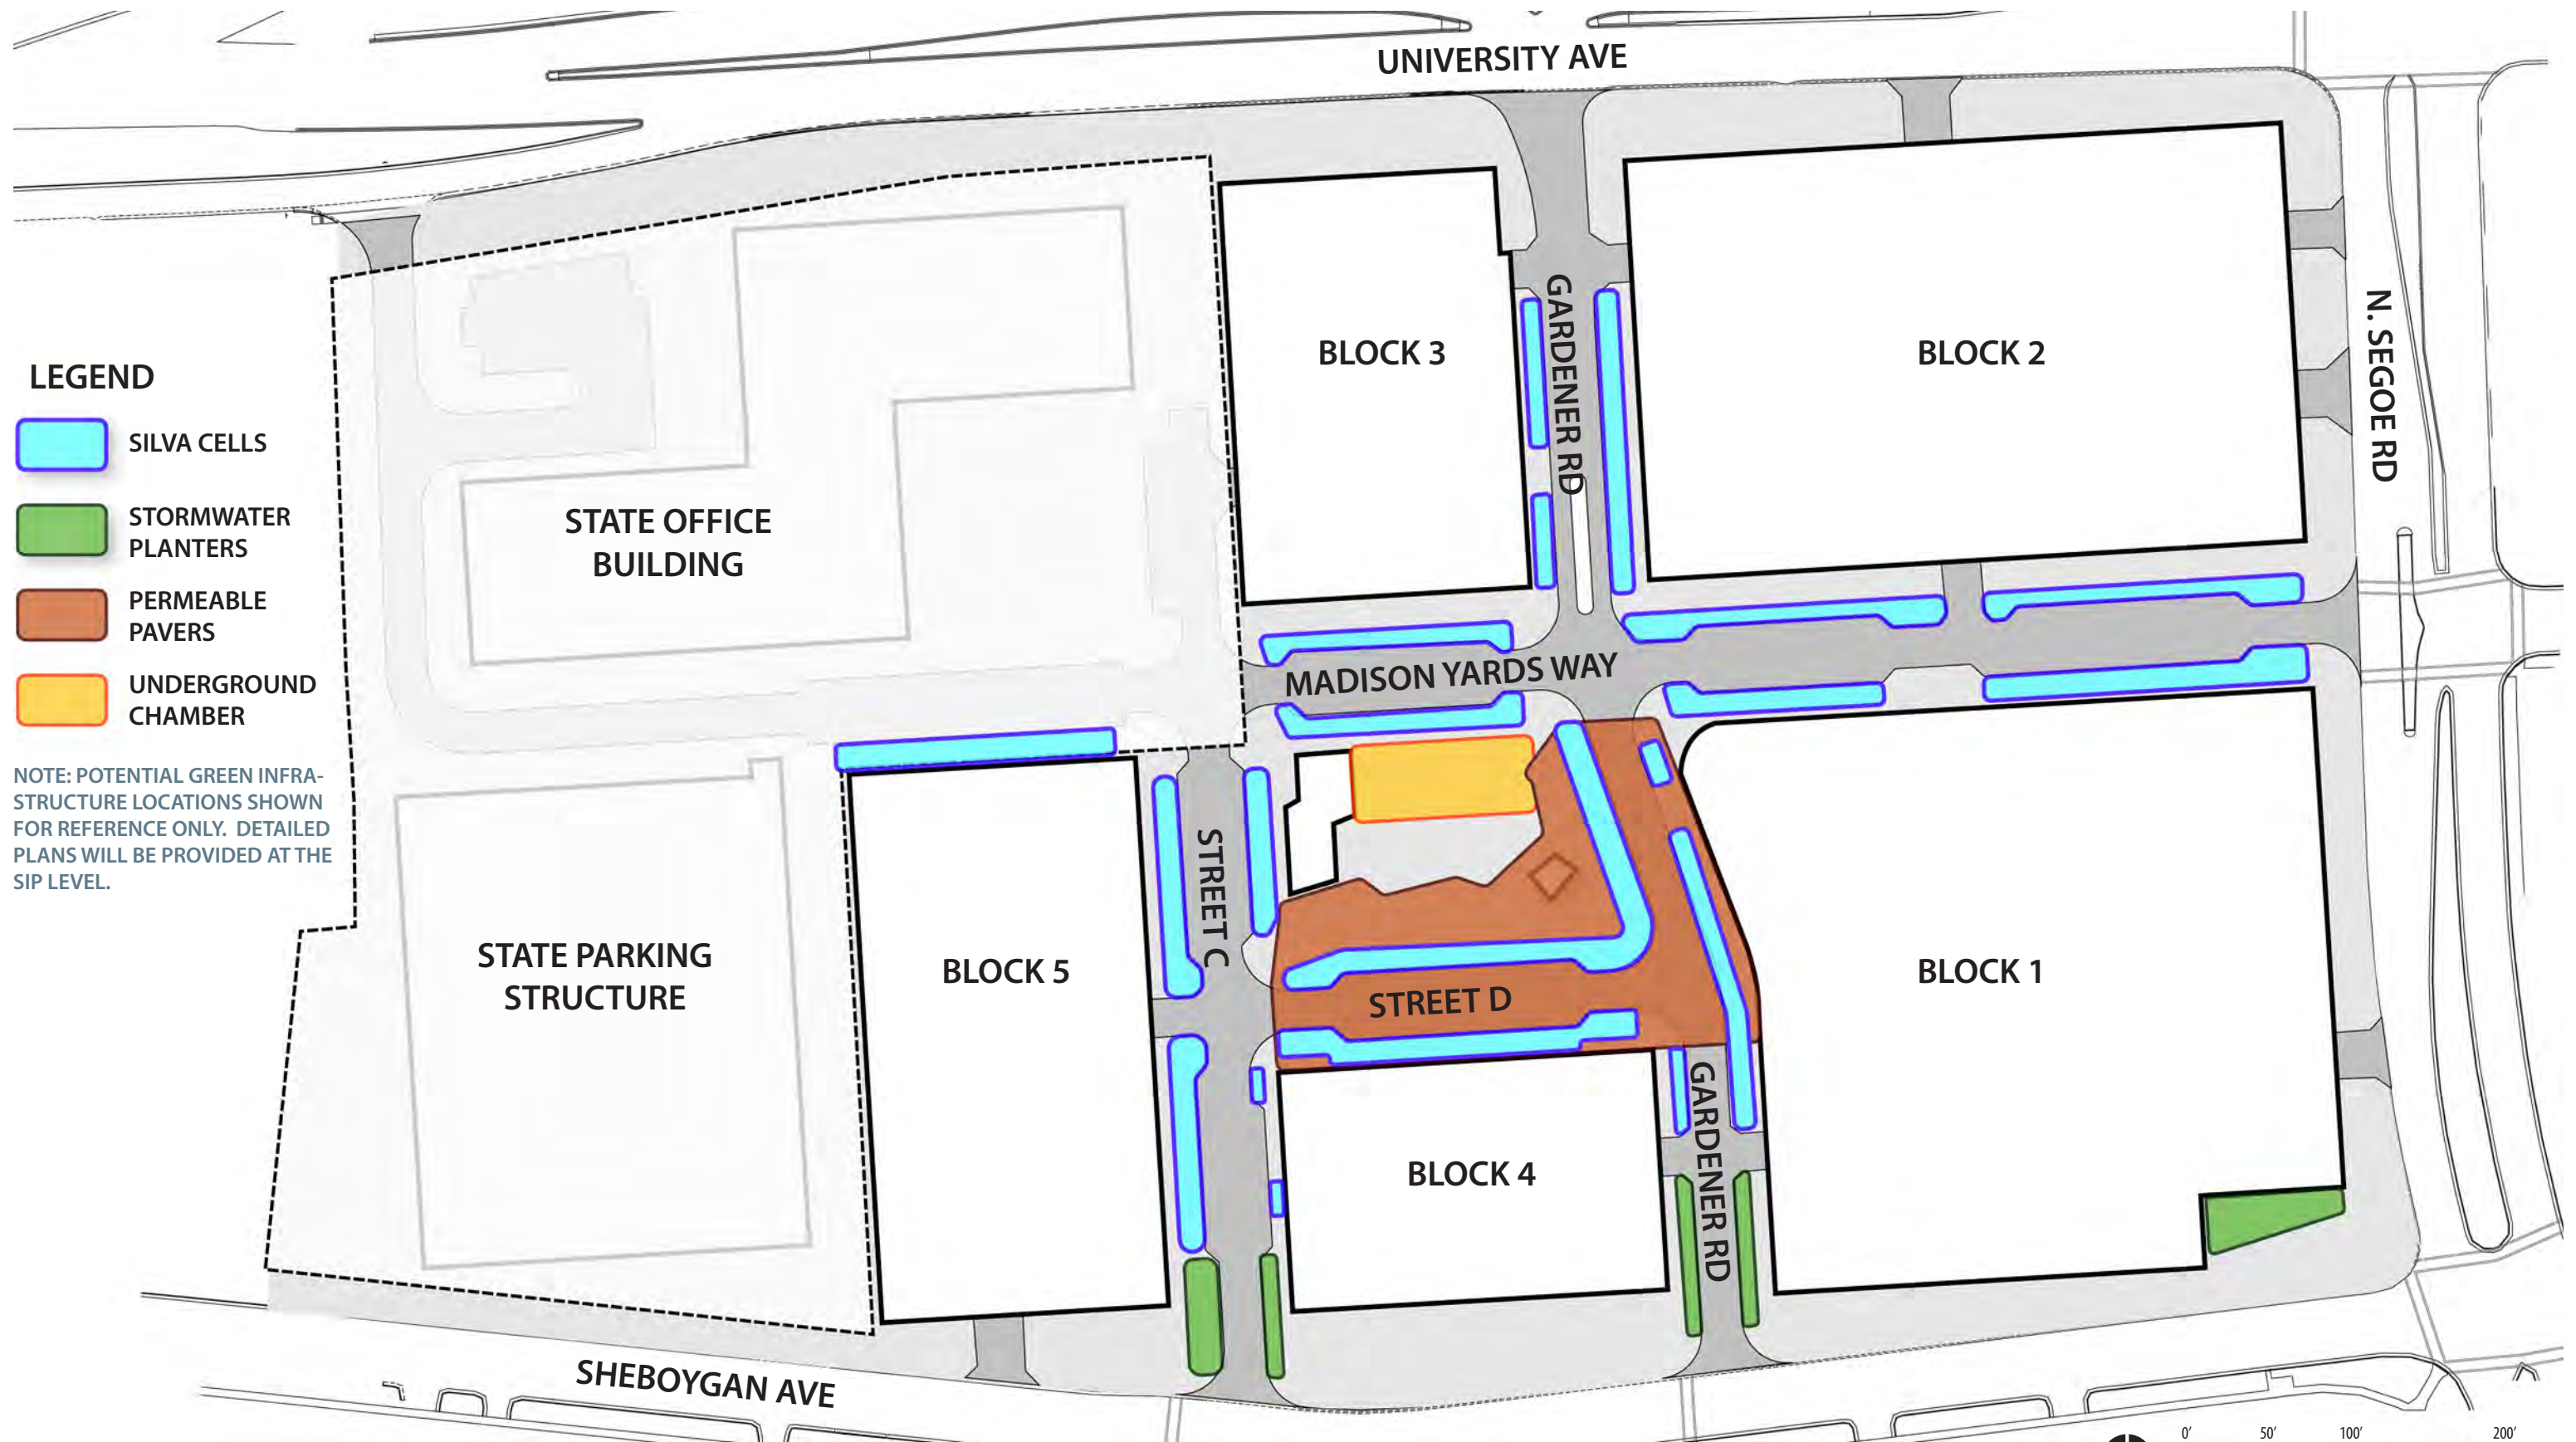 UNIVERSITY AVE
N. SEGOE RD
GARDENER RD
BLOCK 3
BLOCK 2
LEGEND
SILVA CELLS
STORMWATER
PLANTERS
PERMEABLE
PAVERS
UNDERGROUND
CHAMBER
NOTE: POTENTIAL GREEN INFRA-
STRUCTURE LOCATIONS SHOWN
FOR REFERENCE ONLY.  DETAILED
PLANS WILL BE PROVIDED AT THE
SIP LEVEL.
STATE OFFICE
BUILDING
MADISON YARDS WAY
STREET C
STATE PARKING
STRUCTURE
BLOCK 5
STREET D
BLOCK 1
BLOCK 4
GARDENER RD
SHEBOYGAN AVE
0' 50' 100' 200'